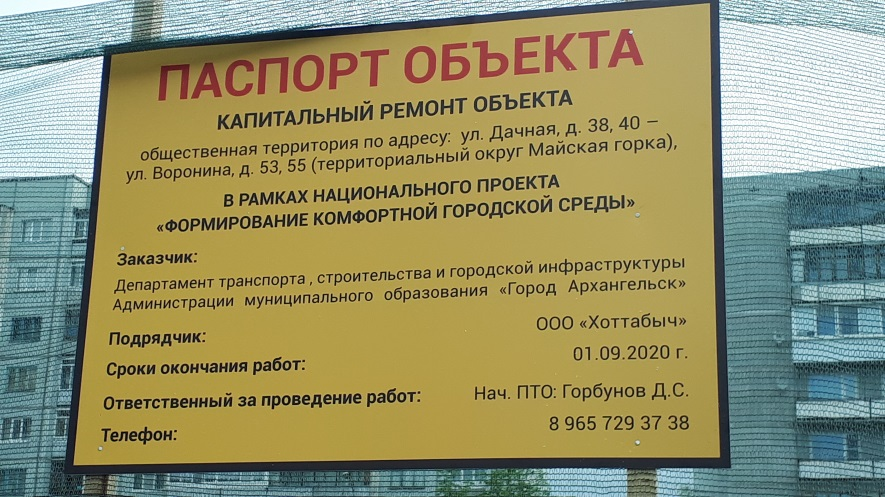 ПАСПОРТ ОБЪЕКТА
КАПИТАЛЬНЫЙ РЕМОНТ ОБЪЕКТА
общественная территория по адресу: ул. Дачная, д. 38, 40 –
ул. Воронина, д. 53, 55 (территориальный округ Майская горка),
В РАМКАХ НАЦИОНАЛЬНОГО ПРОЕКТА
«ФОРМИРОВАНИЕ КОМФОРТНОЙ ГОРОДСКОЙ СРЕДЫ»
Заказчик:
Департамент транспорта , строительства и городской инфраструктуры
Администрации муниципального образования «Город Архангельск»
Подрядчик: ООО «Хоттабыч»
Сроки окончания работ: 01.09.2020 г.
Ответственный за проведение работ: Нач. ПТО: Горбунов Д.С.
Телефон: 8 965 729 37 38